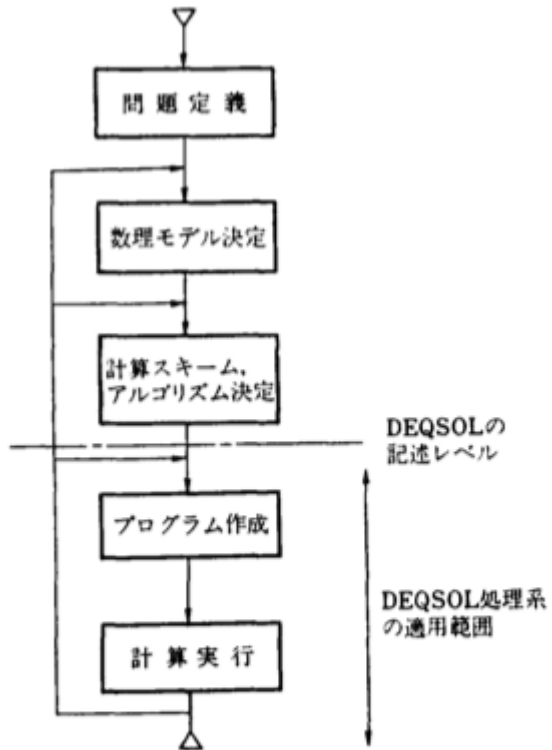 問題定義
数理モデル決定
計算スキーム,
アルゴリズム決定
DEQSOLの
記述レベル
プログラム作成
DEQSOL処理系
の適用範囲
計算実行